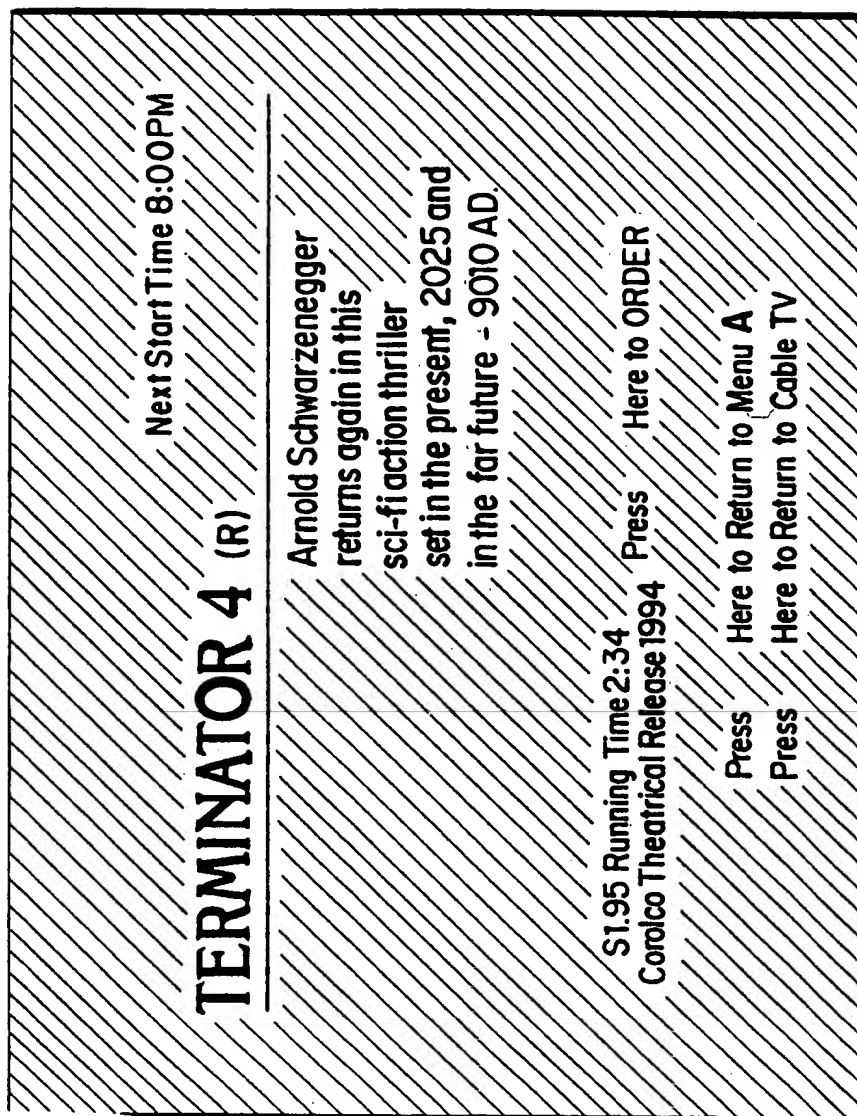 TERMINATOR 4 (R) Next Start Time 8:00PM
Arnold Schwarzenegger
returns again in this
sci-fi action thriller
set in the present, 2025 and
in the far future - 9010 AD.
S1.95 Running Time 2:34
Corolco Theatrical Release 1994
Press Here to ORDER
Press Here to Return to Menu A
Press Here to Return to Cable TV